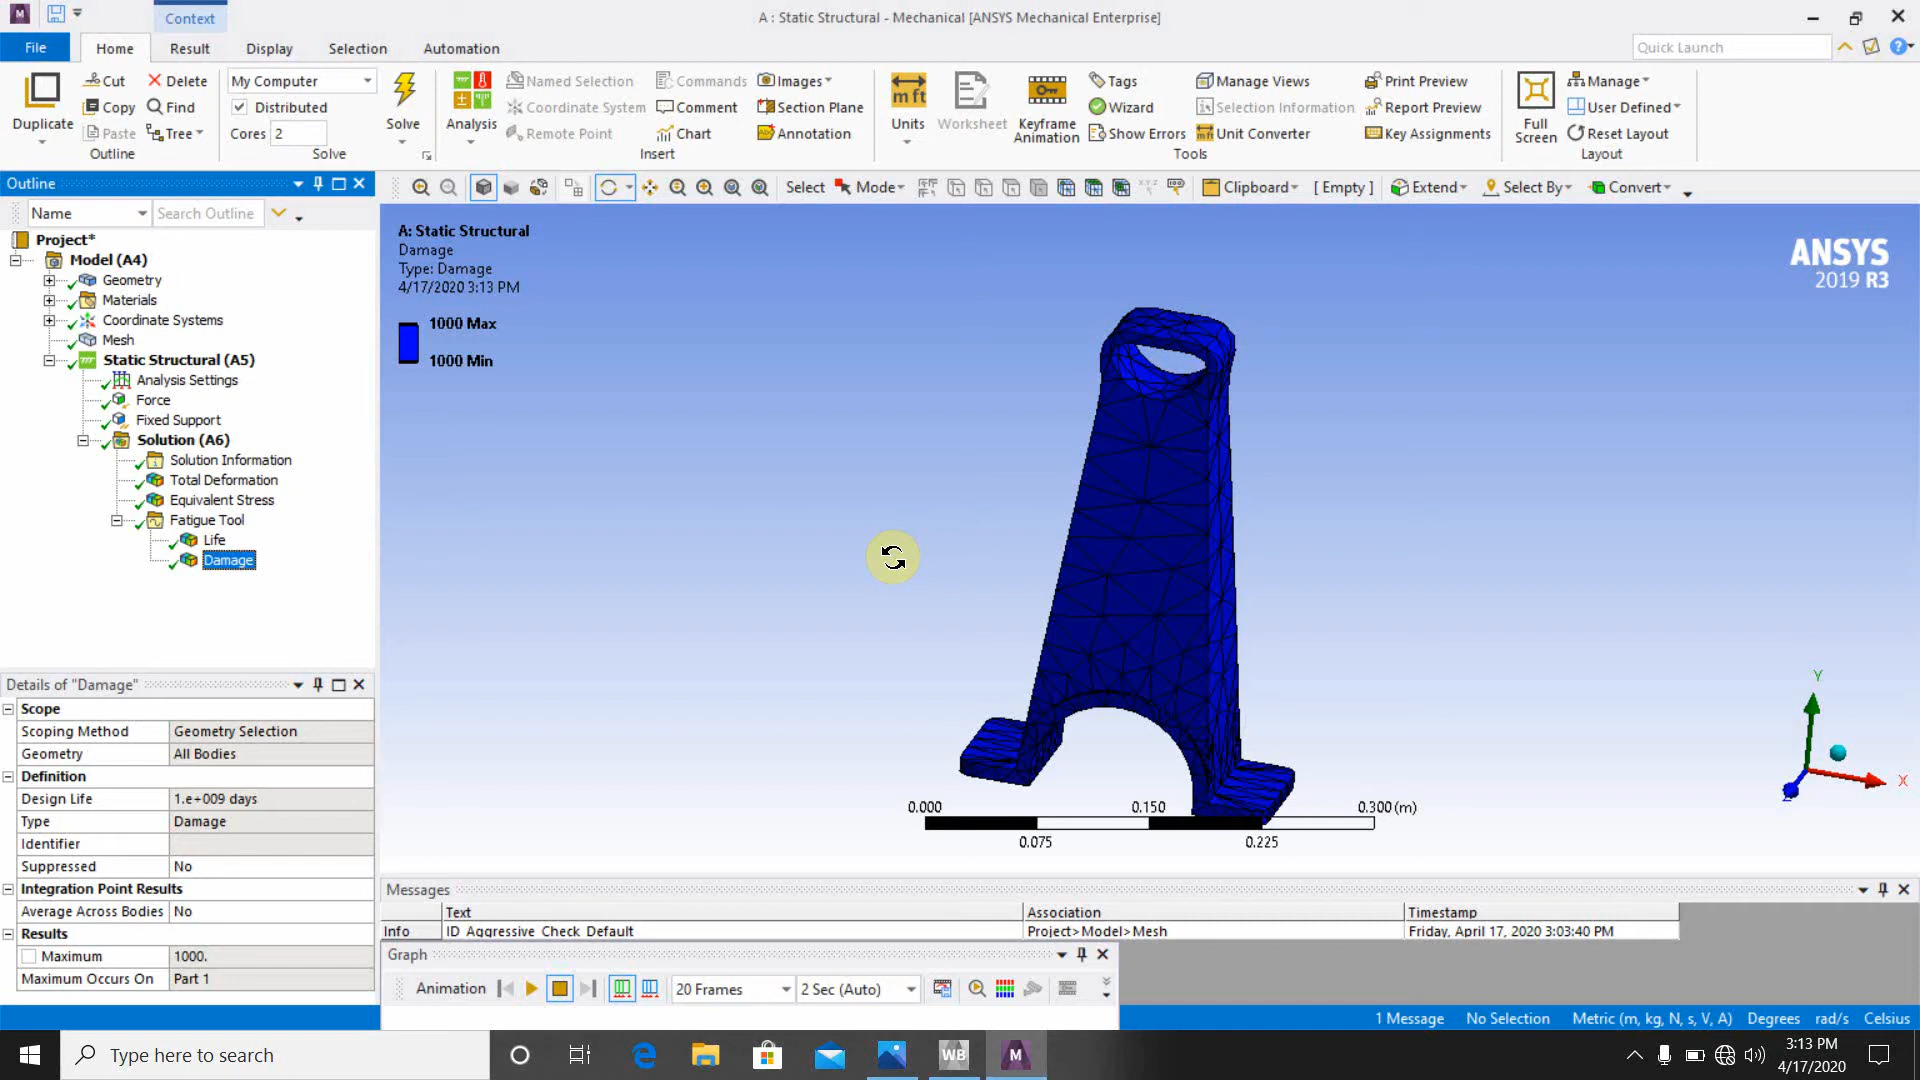 Context
A : Static Structural - Mechanical [ANSYS Mechanical Enterprise]
File Home Result Display Selection Automation
Quick Launch
Duplicate
Cut
Copy
Paste
Delete
Find
Tree
Outline
My Computer
Distributed
Cores 2
Solve
Solve
Analysis
Named Selection
Coordinate System
Remote Point
Commands
Comment
Chart
Images
Section Plane
Annotation
Insert
Units
Worksheet
Keyframe
Animation
Tags
Wizard
Show Errors
Manage Views
Selection Information
Unit Converter
Print Preview
Report Preview
Key Assignments
Tools
Full
Screen
Manage
User Defined
Reset Layout
Layout
Outline
Select Mode Clipboard [ Empty ] Extend Select By Convert
Name Search Outline
Project*
Model (A4)
Geometry
Materials
Coordinate Systems
Mesh
Static Structural (A5)
Analysis Settings
Force
Fixed Support
Solution (A6)
Solution Information
Total Deformation
Equivalent Stress
Fatigue Tool
Life
Damage
A: Static Structural
Damage
Type: Damage
4/17/2020 3:13 PM
1000 Max
1000 Min
ANSYS
2019 R3
Y
X
Z
0.000 0.150 0.300 (m)
0.075 0.225
Details of "Damage"
Scope
Scoping Method Geometry Selection
Geometry All Bodies
Definition
Design Life 1.e+009 days
Type Damage
Identifier
Suppressed No
Integration Point Results
Average Across Bodies No
Results
Maximum 1000.
Maximum Occurs On Part 1
Messages
Text Association Timestamp
Info ID_Aggressive_Check_Default Project>Model>Mesh Friday, April 17, 2020 3:03:40 PM
Graph
Animation 20 Frames 2 Sec (Auto)
1 Message No Selection Metric (m, kg, N, s, V, A) Degrees rad/s Celsius
Type here to search
WB
M
3:13 PM
4/17/2020